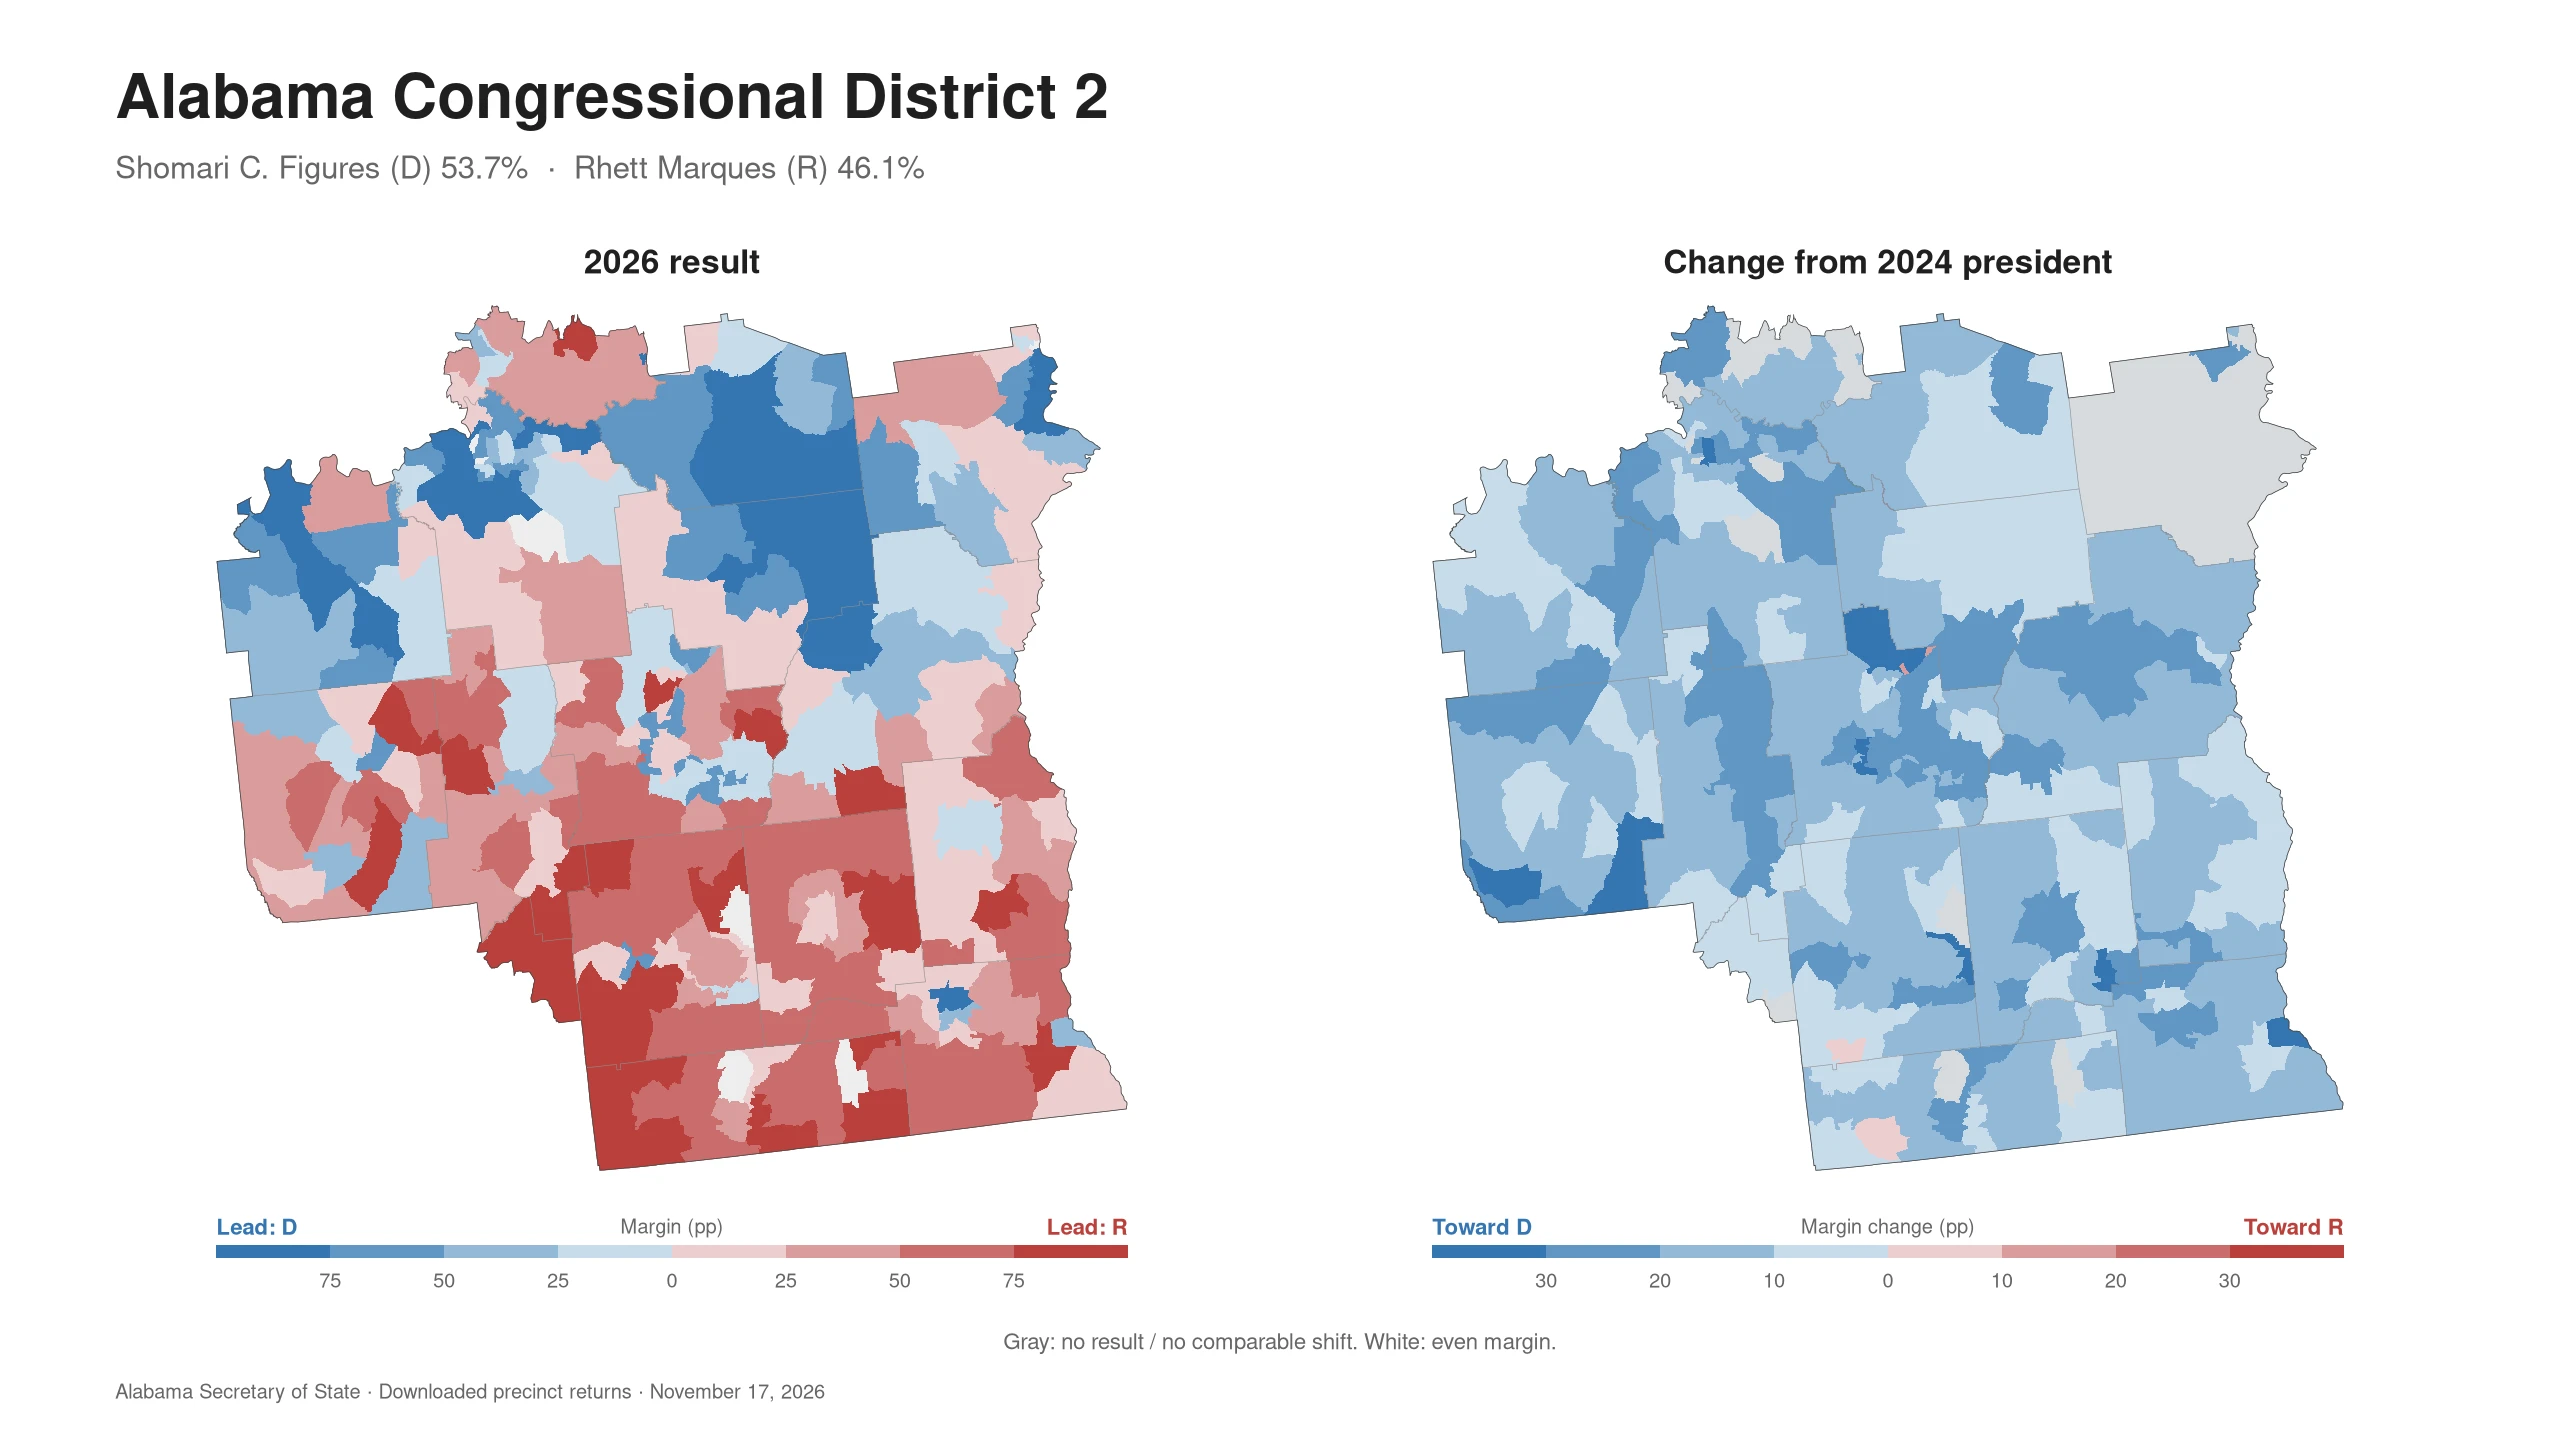 Alabama Congressional District 2
Shomari C. Figures (D) 53.7% · Rhett Marques (R) 46.1%
2026 result
Change from 2024 president
Lead: D Margin (pp) Lead: R
75 50 25 0 25 50 75
Toward D Margin change (pp) Toward R
30 20 10 0 10 20 30
Gray: no result / no comparable shift. White: even margin.
Alabama Secretary of State · Downloaded precinct returns · November 17, 2026